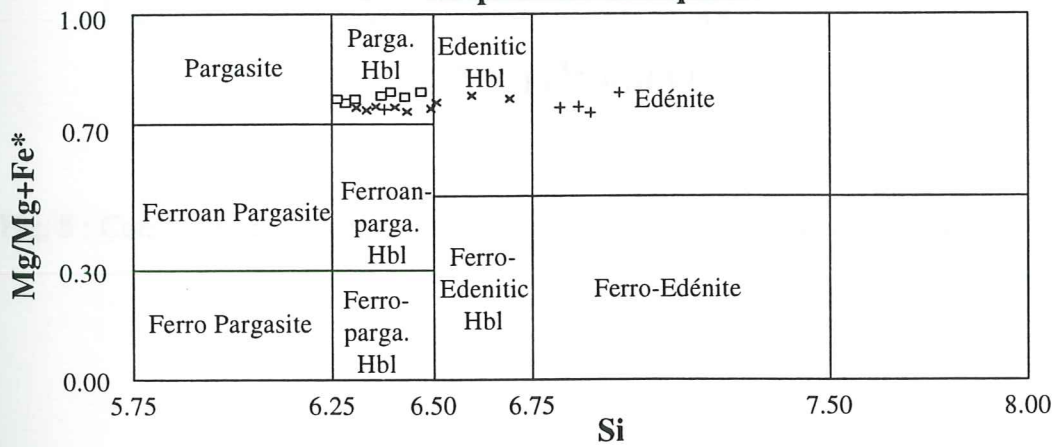 1.00
Pargasite
Parga.
Hbl
Edenitic
Hbl
Edénite
0.70
Mg/Mg+Fe*
Ferroan Pargasite
Ferroan-
parga.
Hbl
Ferro-
Edenitic
Hbl
Ferro-Edénite
0.30
Ferro Pargasite
Ferro-
parga.
Hbl
0.00
5.75 6.25 6.50 6.75 7.50 8.00
Si